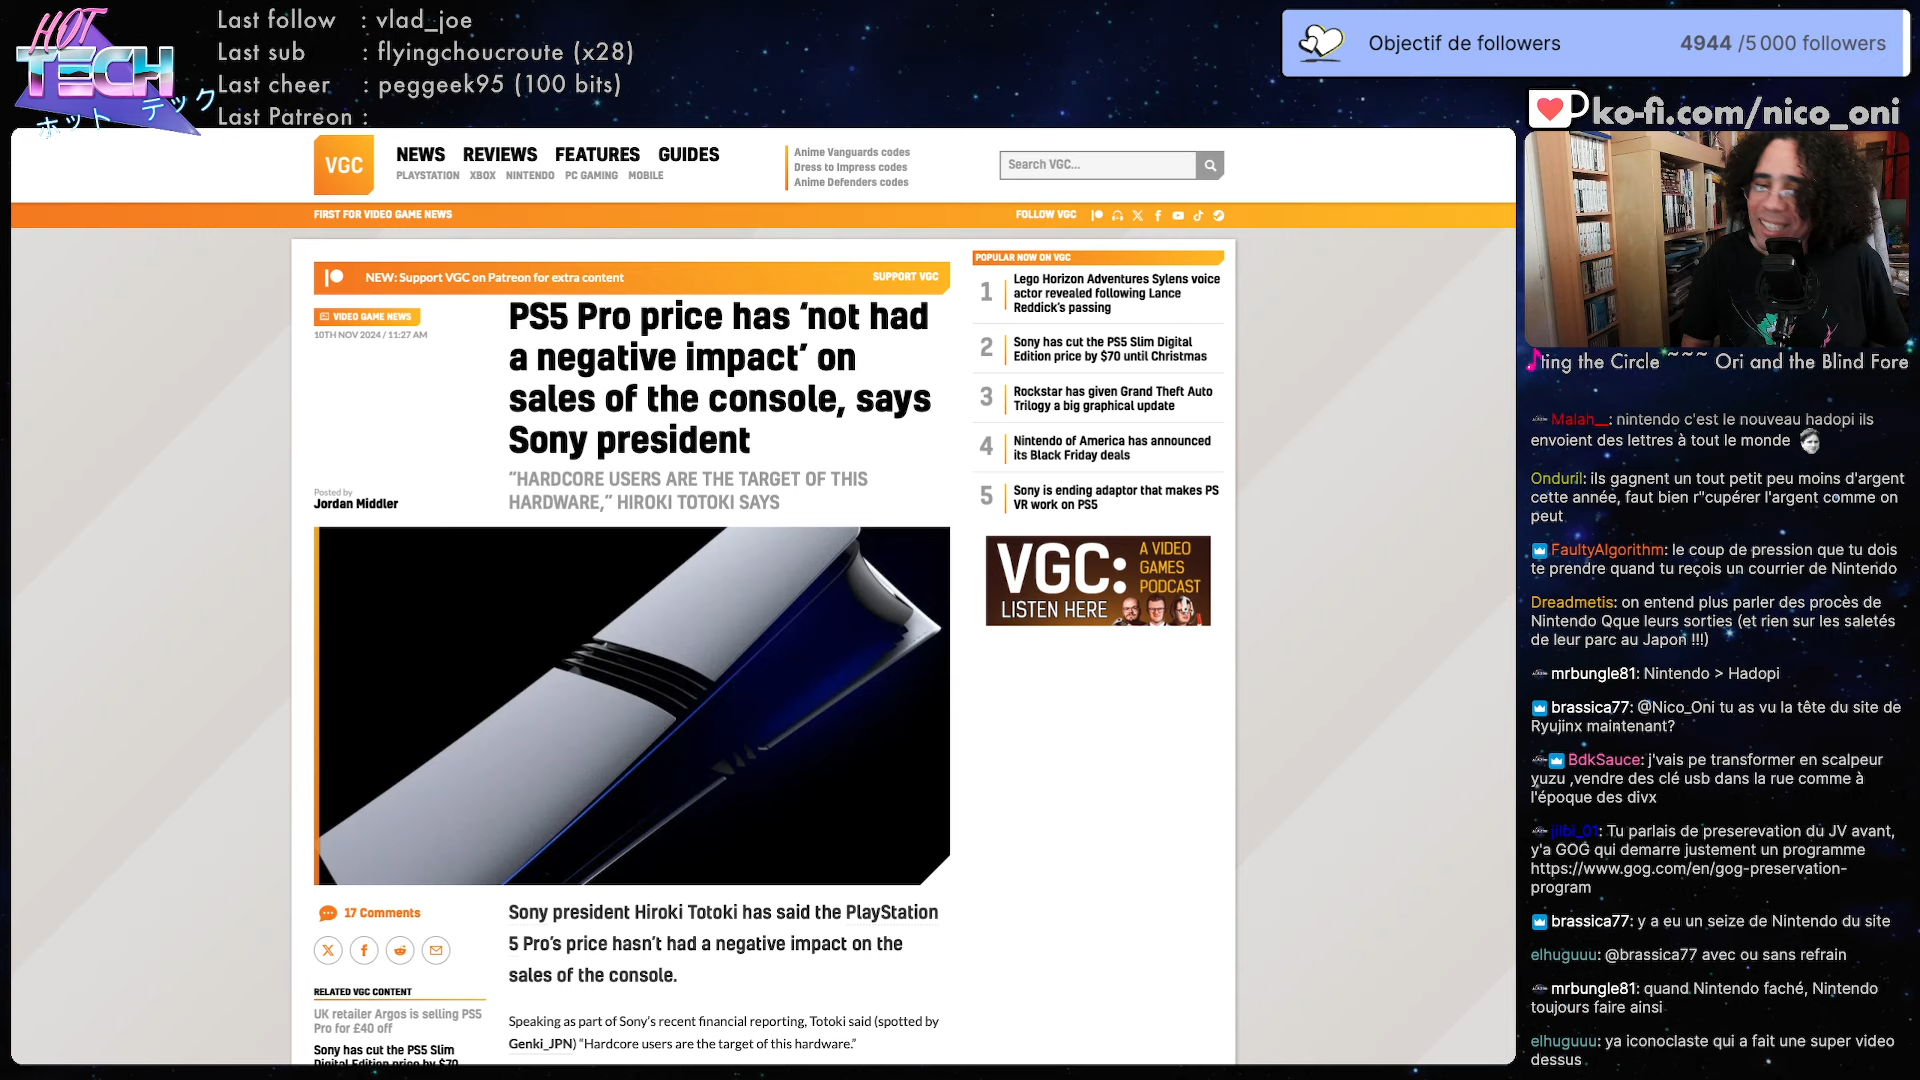 HOT
TECH
ホット テック
Last follow : vlad_joe
Last sub : flyingchoucroute (x28)
Last cheer : peggeek95 (100 bits)
Last Patreon :
Objectif de followers
4944 /5 000 followers
ko-fi.com/nico_oni
VGC
NEWS REVIEWS FEATURES GUIDES
PLAYSTATION XBOX NINTENDO PC GAMING MOBILE
Anime Vanguards codes
Dress to Impress codes
Anime Defenders codes
Search VGC...
FIRST FOR VIDEO GAME NEWS
FOLLOW VGC
NEW: Support VGC on Patreon for extra content
SUPPORT VGC
VIDEO GAME NEWS
10TH NOV 2024 / 11:27 AM
PS5 Pro price has ‘not had
a negative impact’ on
sales of the console, says
Sony president
“HARDCORE USERS ARE THE TARGET OF THIS
HARDWARE,” HIROKI TOTOKI SAYS
Posted by
Jordan Middler
17 Comments
RELATED VGC CONTENT
UK retailer Argos is selling PS5
Pro for £40 off
Sony has cut the PS5 Slim
Digital Edition price by $70
Sony president Hiroki Totoki has said the PlayStation
5 Pro’s price hasn’t had a negative impact on the
sales of the console.
Speaking as part of Sony’s recent financial reporting, Totoki said (spotted by
Genki_JPN) “Hardcore users are the target of this hardware.”
POPULAR NOW ON VGC
1
Lego Horizon Adventures Sylens voice
actor revealed following Lance
Reddick's passing
2
Sony has cut the PS5 Slim Digital
Edition price by $70 until Christmas
3
Rockstar has given Grand Theft Auto
Trilogy a big graphical update
4
Nintendo of America has announced
its Black Friday deals
5
Sony is ending adaptor that makes PS
VR work on PS5
VGC:
LISTEN HERE
A VIDEO
GAMES
PODCAST
ting the Circle ~~~ Ori and the Blind Fore
Malah__: nintendo c'est le nouveau hadopi ils
envoient des lettres à tout le monde
Onduril: ils gagnent un tout petit peu moins d'argent
cette année, faut bien r"cupérer l'argent comme on
peut
FaultyAlgorithm: le coup de pression que tu dois
te prendre quand tu reçois un courrier de Nintendo
Dreadmetis: on entend plus parler des procès de
Nintendo Qque leurs sorties (et rien sur les saletés
de leur parc au Japon !!!)
mrbungle81: Nintendo > Hadopi
brassica77: @Nico_Oni tu as vu la tête du site de
Ryujinx maintenant?
BdkSauce: j'vais pe transformer en scalpeur
yuzu ,vendre des clé usb dans la rue comme à
l'époque des divx
jilbi_01: Tu parlais de preserevation du JV avant,
y'a GOG qui demarre justement un programme
https://www.gog.com/en/gog-preservation-
program
brassica77: y a eu un seize de Nintendo du site
elhuguuu: @brassica77 avec ou sans refrain
mrbungle81: quand Nintendo faché, Nintendo
toujours faire ainsi
elhuguuu: ya iconoclaste qui a fait une super video
dessus